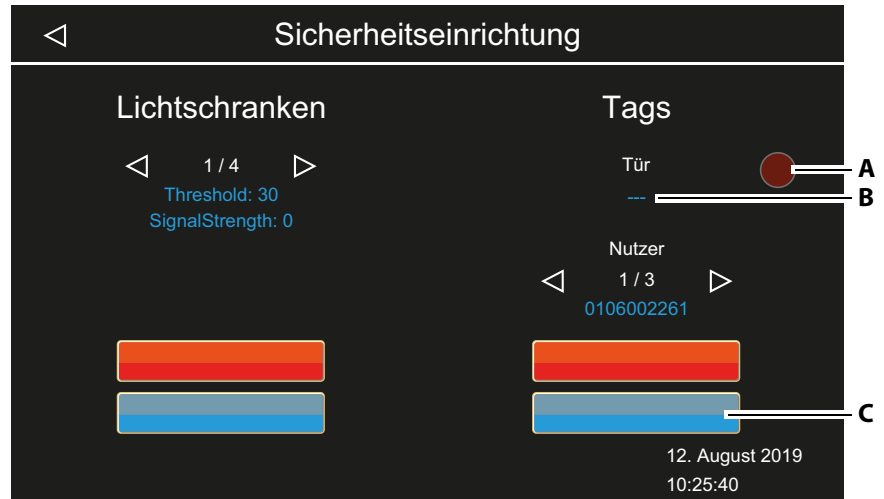 Sicherheitseinrichtung
Lichtschranken
1 / 4
Threshold: 30
SignalStrength: 0
Tags
Tür
---
Nutzer
1 / 3
0106002261
A
B
C
12. August 2019
10:25:40